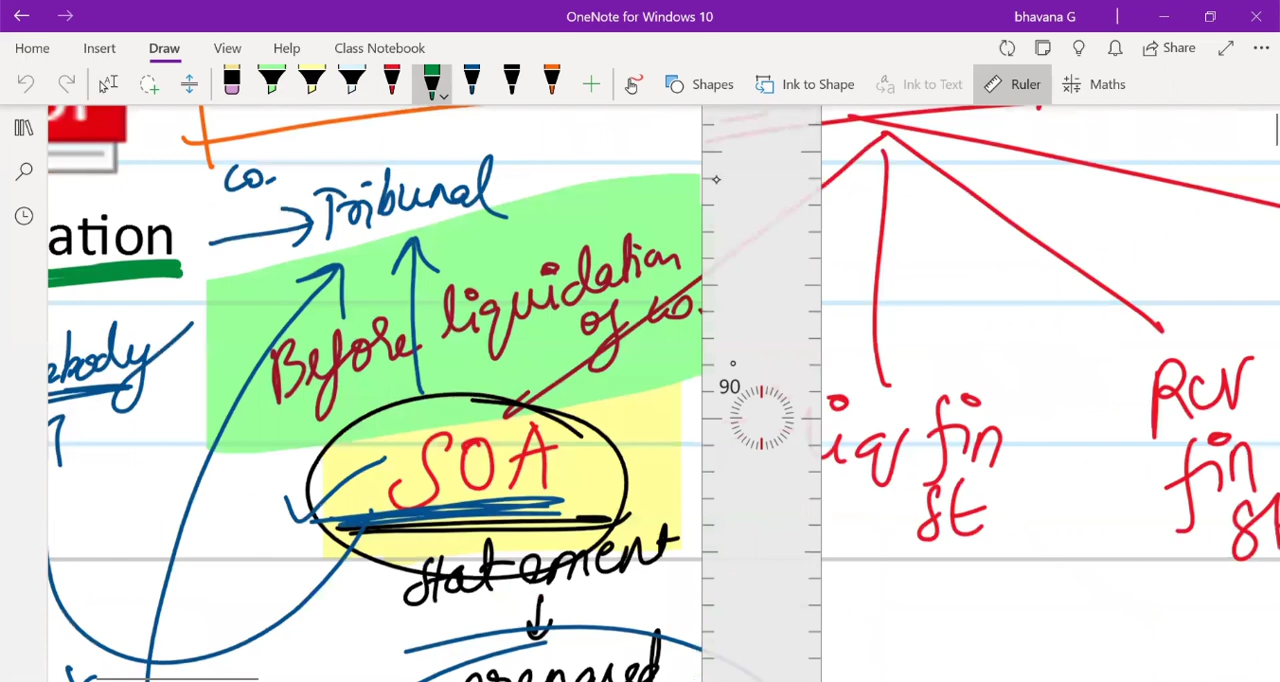 OneNote for Windows 10
bhavana G
Home Insert Draw View Help Class Notebook
Share
Shapes
Ink to Shape
Ink to Text
Ruler
Maths
co.
Tribunal
ation
Before liquidation
of co.
90
SOA
statement
iq fin
st
Rcv
fin